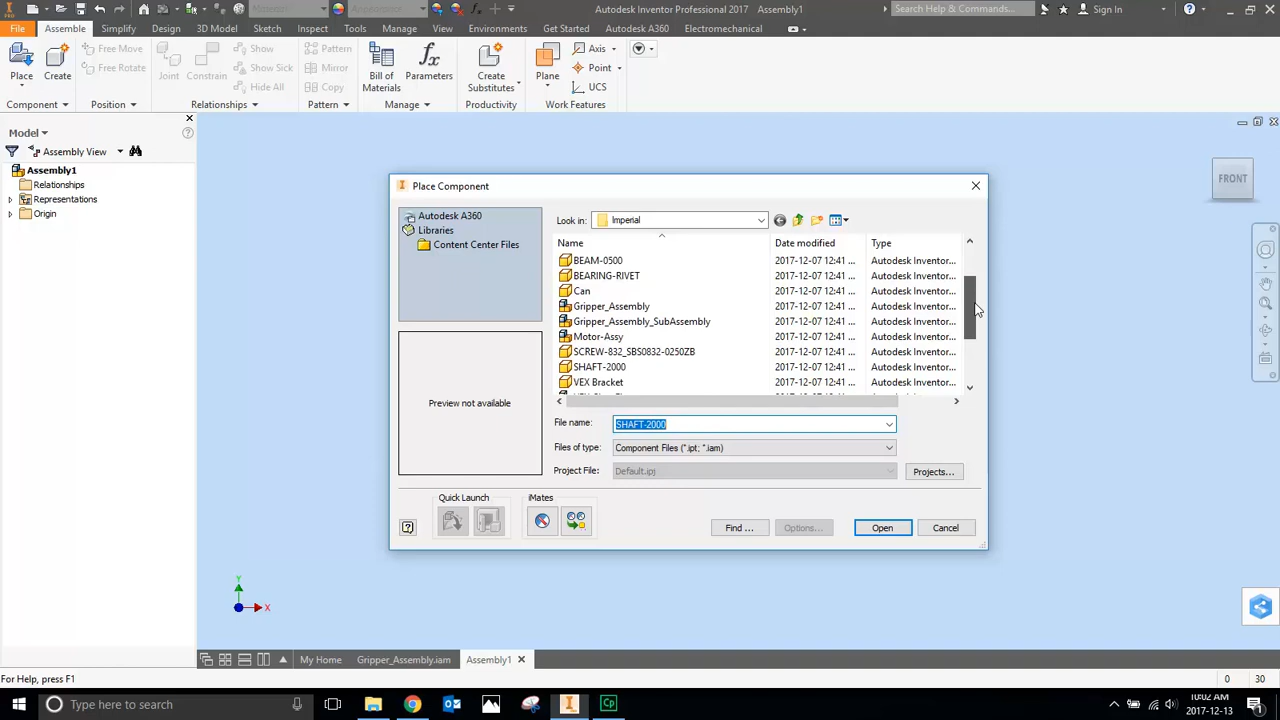 Autodesk Inventor Professional 2017 Assembly1
Search Help & Commands...
Sign In
PRO
File
Assemble
Simplify
Design
3D Model
Sketch
Inspect
Tools
Manage
View
Environments
Get Started
Autodesk A360
Electromechanical
Place
Create
Free Move
Free Rotate
Joint
Constrain
Show
Show Sick
Hide All
Pattern
Mirror
Copy
Bill of
Materials
Parameters
Create
Substitutes
Plane
Axis
Point
UCS
Component
Position
Relationships
Pattern
Manage
Productivity
Work Features
Model
Assembly View
Assembly1
Relationships
Representations
Origin
FRONT
Place Component
Autodesk A360
Libraries
Content Center Files
Look in: Imperial
Name Date modified Type
BEAM-0500 2017-12-07 12:41 ... Autodesk Inventor...
BEARING-RIVET 2017-12-07 12:41 ... Autodesk Inventor...
Can 2017-12-07 12:41 ... Autodesk Inventor...
Gripper_Assembly 2017-12-07 12:41 ... Autodesk Inventor...
Gripper_Assembly_SubAssembly 2017-12-07 12:41 ... Autodesk Inventor...
Motor-Assy 2017-12-07 12:41 ... Autodesk Inventor...
SCREW-832_SBS0832-0250ZB 2017-12-07 12:41 ... Autodesk Inventor...
SHAFT-2000 2017-12-07 12:41 ... Autodesk Inventor...
VEX Bracket 2017-12-07 12:41 ... Autodesk Inventor...
Preview not available
File name: SHAFT-2000
Files of type: Component Files (*.ipt; *.iam)
Project File: Default.ipj
Projects...
Quick Launch
iMates
Find ...
Options...
Open
Cancel
Y
X
My Home
Gripper_Assembly.iam
Assembly1
For Help, press F1
0 30
Type here to search
10:02 AM
2017-12-13